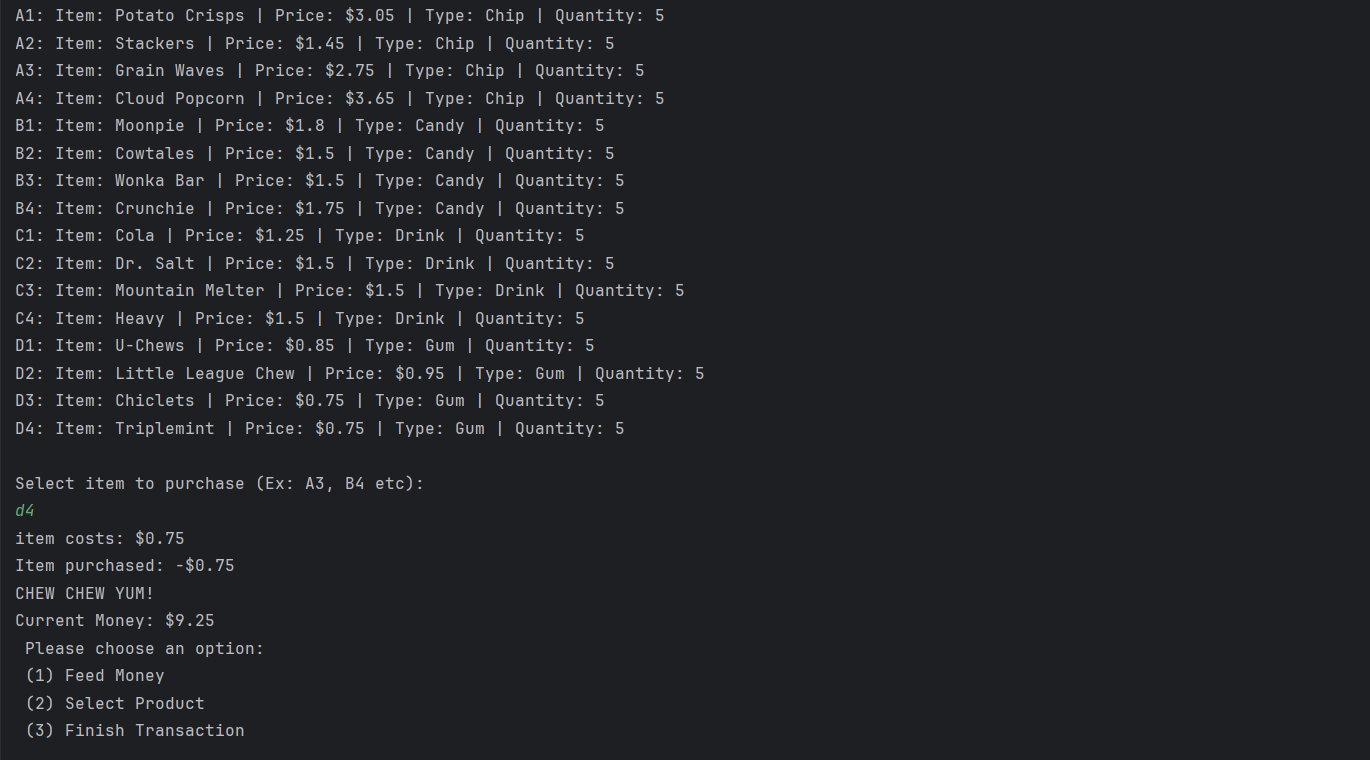 A1: Item: Potato Crisps | Price: $3.05 | Type: Chip | Quantity: 5
A2: Item: Stackers | Price: $1.45 | Type: Chip | Quantity: 5
A3: Item: Grain Waves | Price: $2.75 | Type: Chip | Quantity: 5
A4: Item: Cloud Popcorn | Price: $3.65 | Type: Chip | Quantity: 5
B1: Item: Moonpie | Price: $1.8 | Type: Candy | Quantity: 5
B2: Item: Cowtales | Price: $1.5 | Type: Candy | Quantity: 5
B3: Item: Wonka Bar | Price: $1.5 | Type: Candy | Quantity: 5
B4: Item: Crunchie | Price: $1.75 | Type: Candy | Quantity: 5
C1: Item: Cola | Price: $1.25 | Type: Drink | Quantity: 5
C2: Item: Dr. Salt | Price: $1.5 | Type: Drink | Quantity: 5
C3: Item: Mountain Melter | Price: $1.5 | Type: Drink | Quantity: 5
C4: Item: Heavy | Price: $1.5 | Type: Drink | Quantity: 5
D1: Item: U-Chews | Price: $0.85 | Type: Gum | Quantity: 5
D2: Item: Little League Chew | Price: $0.95 | Type: Gum | Quantity: 5
D3: Item: Chiclets | Price: $0.75 | Type: Gum | Quantity: 5
D4: Item: Triplemint | Price: $0.75 | Type: Gum | Quantity: 5
Select item to purchase (Ex: A3, B4 etc):
d4
item costs: $0.75
Item purchased: -$0.75
CHEW CHEW YUM!
Current Money: $9.25
Please choose an option:
(1) Feed Money
(2) Select Product
(3) Finish Transaction